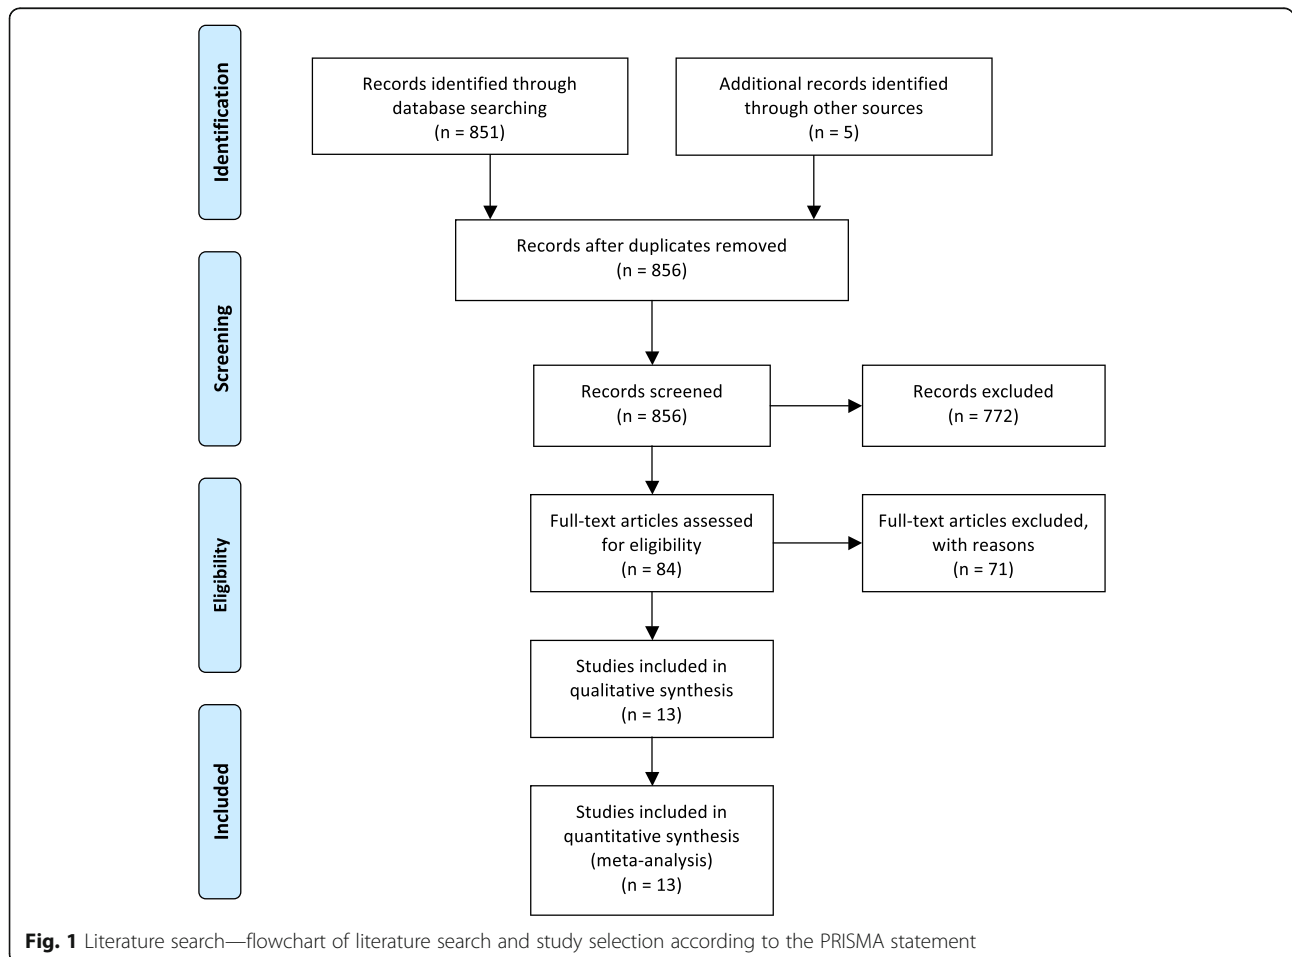 Identification
Records identified through
database searching
(n = 851)
Additional records identified
through other sources
(n = 5)
Records after duplicates removed
(n = 856)
Screening
Records screened
(n = 856)
Records excluded
(n = 772)
Eligibility
Full-text articles assessed
for eligibility
(n = 84)
Full-text articles excluded,
with reasons
(n = 71)
Studies included in
qualitative synthesis
(n = 13)
Included
Studies included in
quantitative synthesis
(meta-analysis)
(n = 13)
Fig. 1 Literature search—flowchart of literature search and study selection according to the PRISMA statement